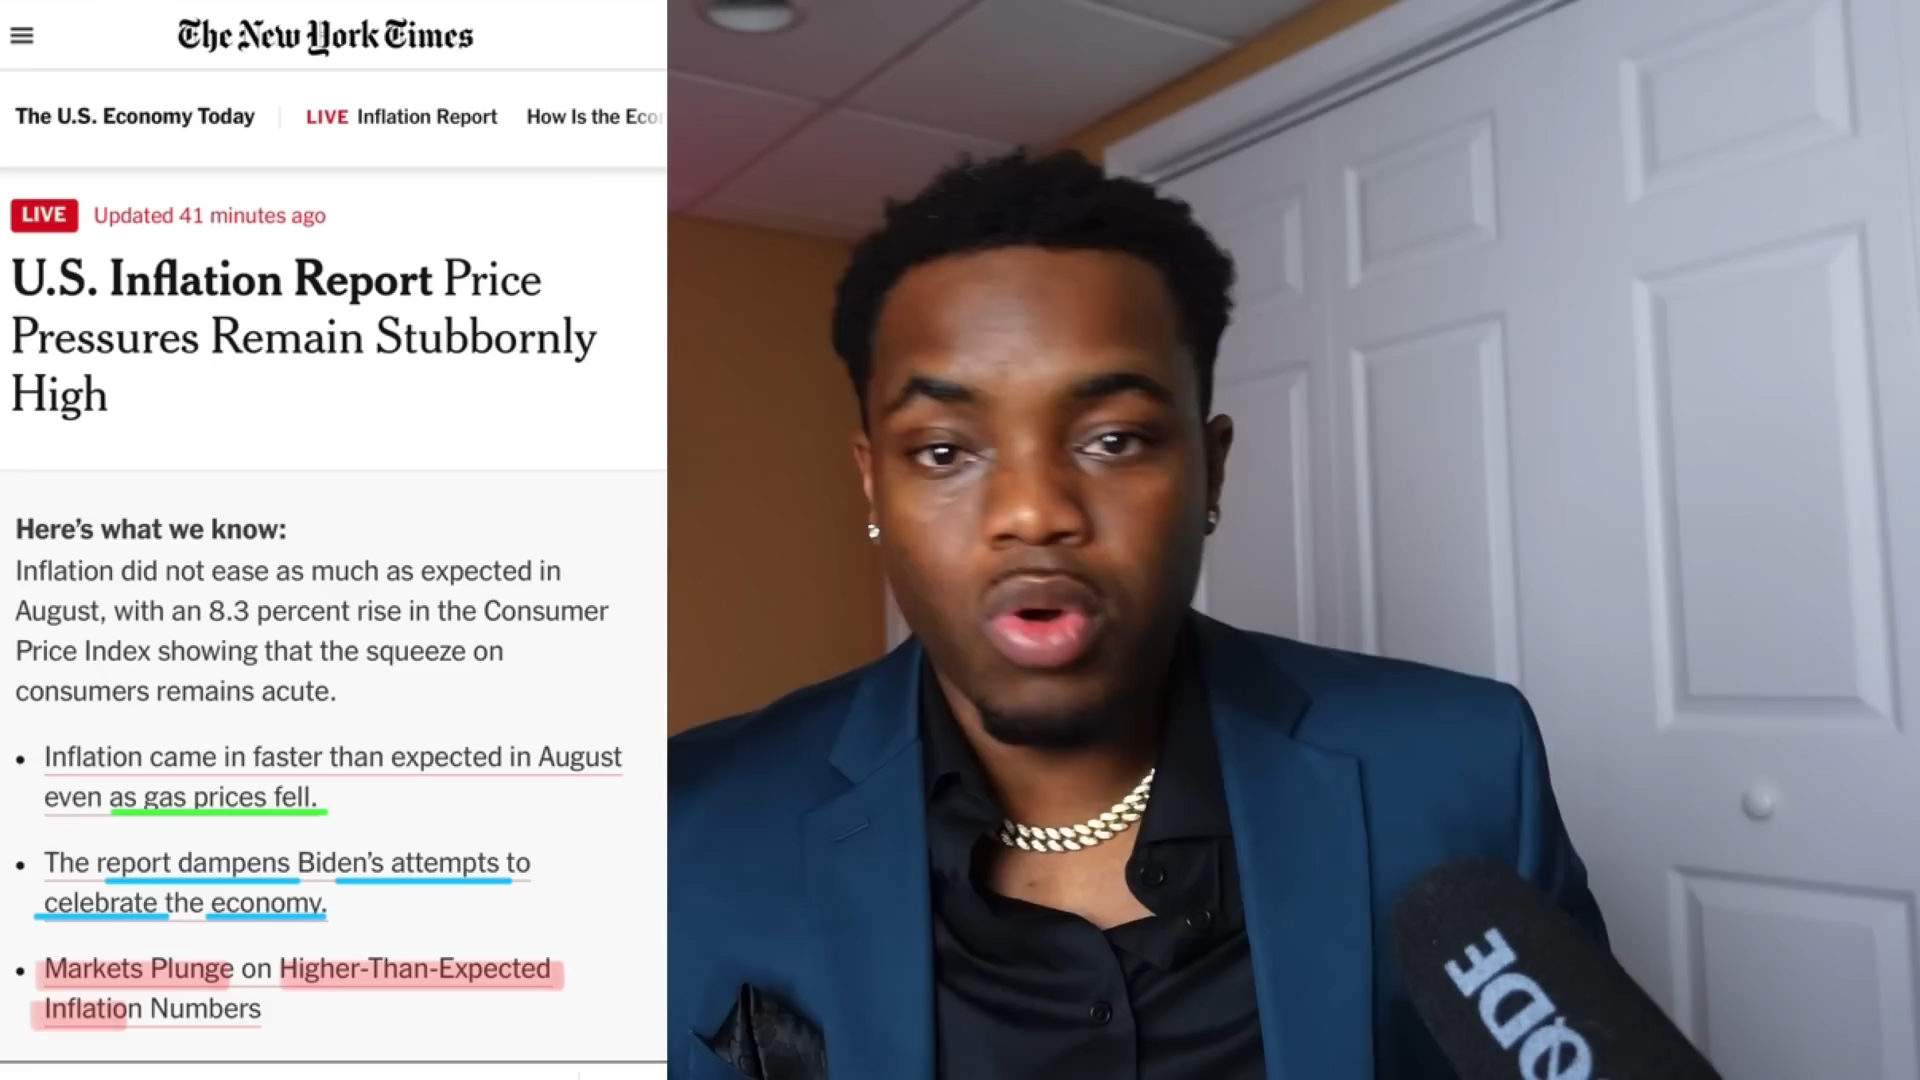 The New York Times
The U.S. Economy Today
LIVE Inflation Report
How Is the Eco
LIVE Updated 41 minutes ago
U.S. Inflation Report Price
Pressures Remain Stubbornly
High
Here's what we know:
Inflation did not ease as much as expected in
August, with an 8.3 percent rise in the Consumer
Price Index showing that the squeeze on
consumers remains acute.
• Inflation came in faster than expected in August
even as gas prices fell.
• The report dampens Biden's attempts to
celebrate the economy.
• Markets Plunge on Higher-Than-Expected
Inflation Numbers